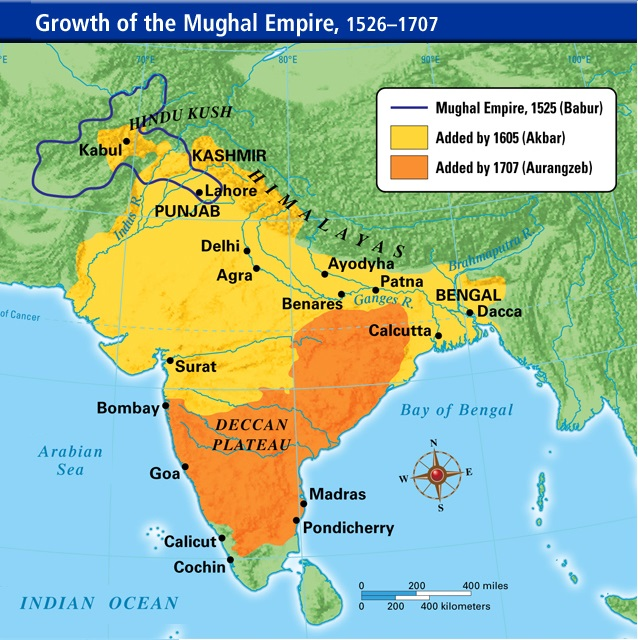 Growth of the Mughal Empire, 1526–1707
70°E
80°E
90°E
100°E
Mughal Empire, 1525 (Babur)
Added by 1605 (Akbar)
Added by 1707 (Aurangzeb)
HINDU KUSH
Kabul
KASHMIR
Lahore
PUNJAB
Indus R.
HIMALAYAS
Delhi
Agra
Ayodyha
Patna
Benares
Ganges R.
Brahmaputra R.
BENGAL
Dacca
Calcutta
of Cancer
Surat
Bombay
DECCAN
PLATEAU
Bay of Bengal
Arabian
Sea
Goa
N
W
E
S
Madras
Pondicherry
Calicut
Cochin
0 200 400 miles
0 200 400 kilometers
INDIAN OCEAN